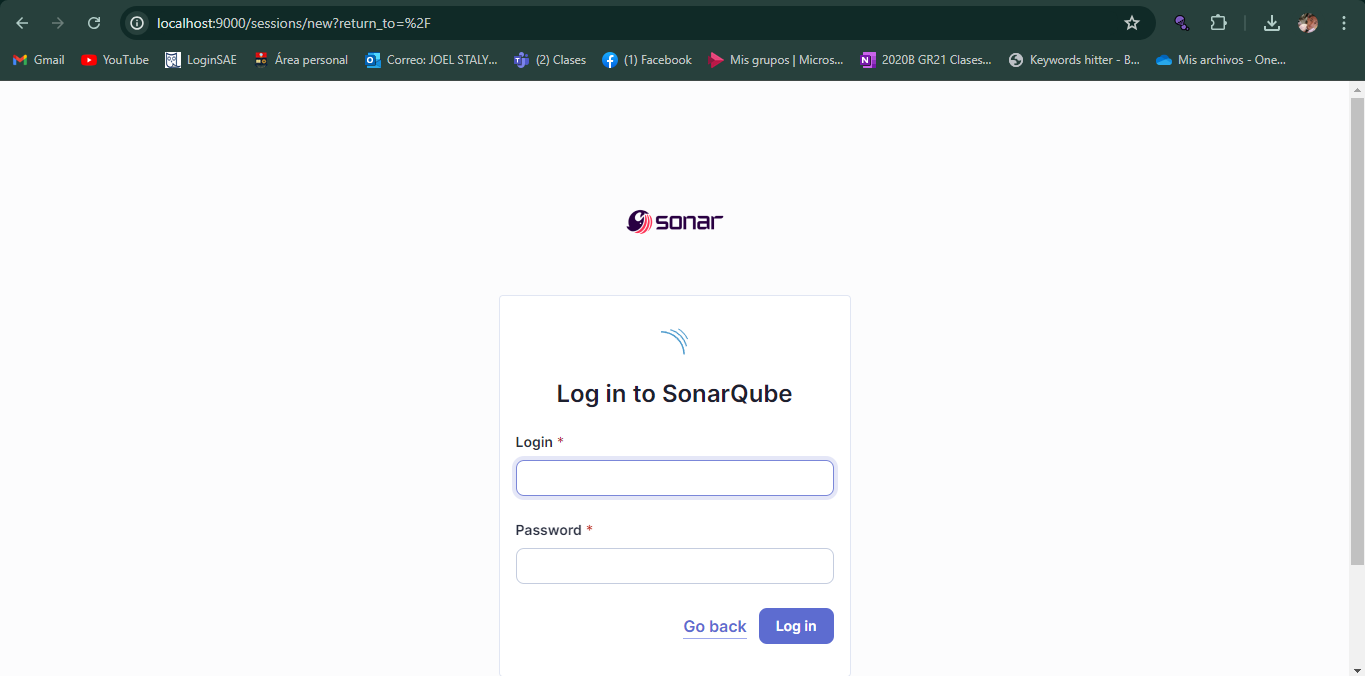 localhost:9000/sessions/new?return_to=%2F
Gmail YouTube LoginSAE Área personal Correo: JOEL STALY... (2) Clases (1) Facebook Mis grupos | Micros... 2020B GR21 Clases... Keywords hitter - B... Mis archivos - One...
sonar
Log in to SonarQube
Login *
Password *
Go back Log in